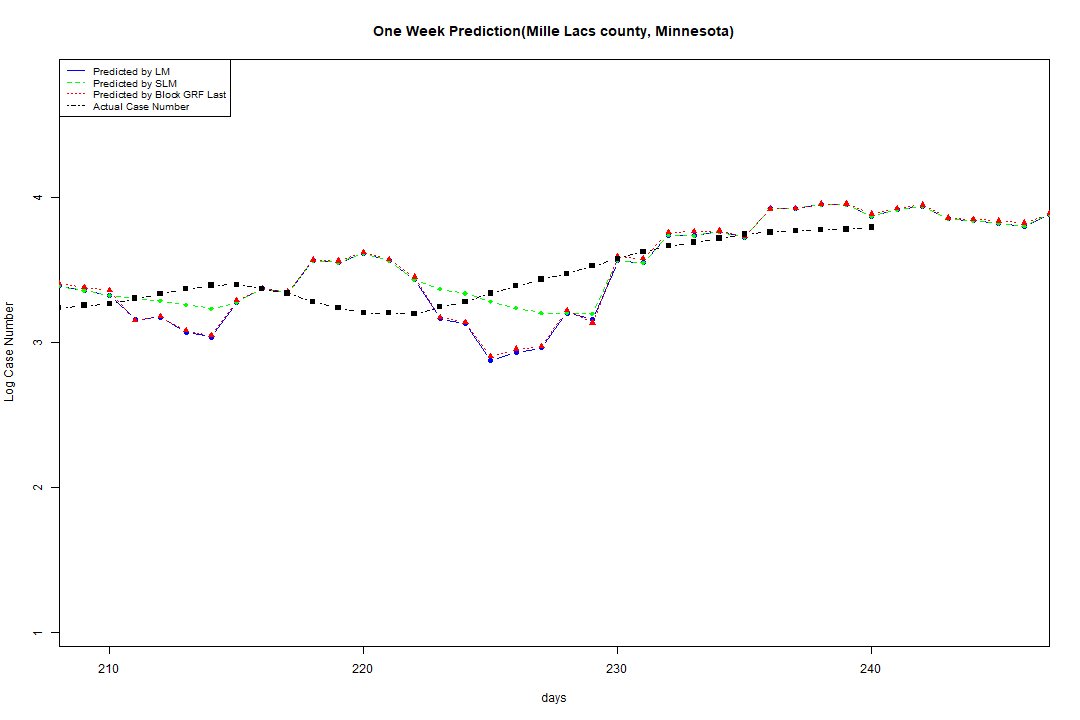 One Week Prediction(Mille Lacs county, Minnesota)
Predicted by LM
Predicted by SLM
Predicted by Block GRF Last
Actual Case Number
4
3
2
1
Log Case Number
210 220 230 240
days